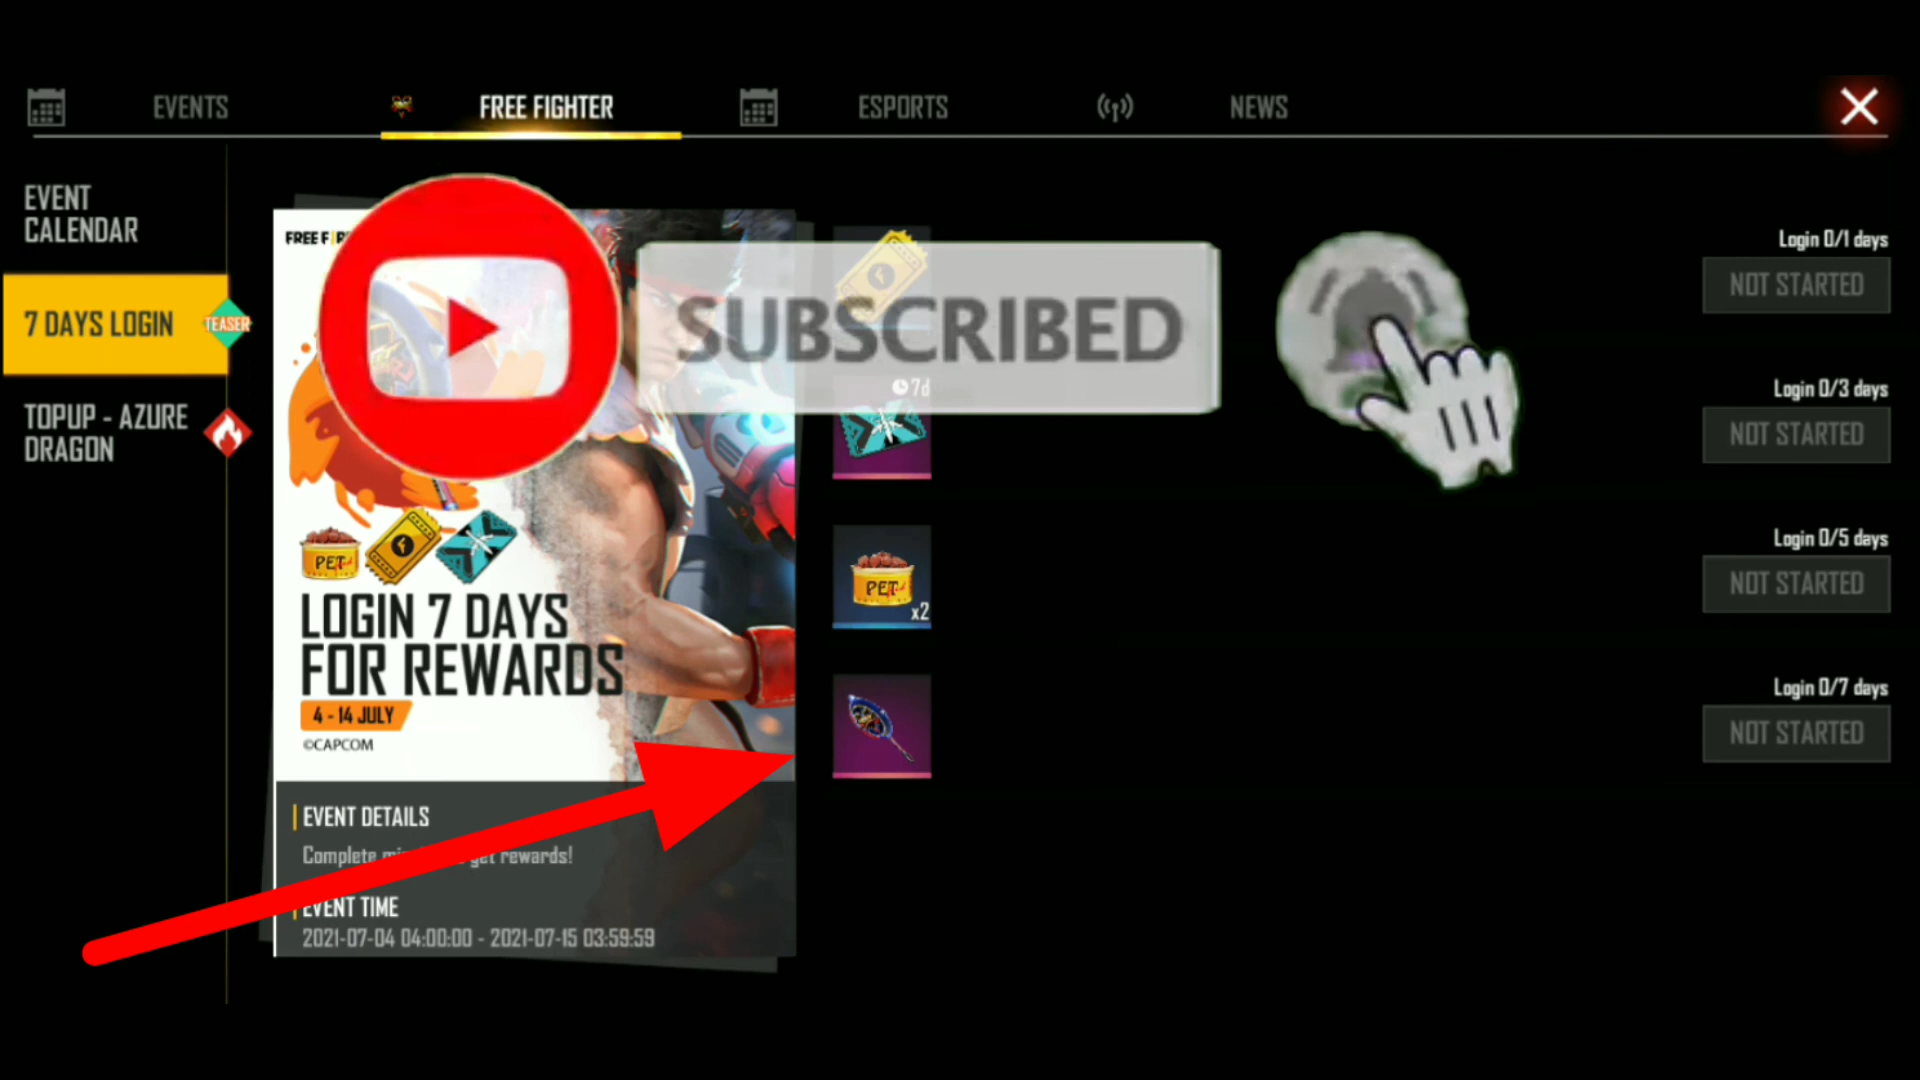 EVENTS
FREE FIGHTER
ESPORTS
NEWS
EVENT
CALENDAR
7 DAYS LOGIN
TEASER
TOPUP - AZURE
DRAGON
SUBSCRIBED
PET
LOGIN 7 DAYS
FOR REWARDS
4 - 14 JULY
©CAPCOM
EVENT DETAILS
Complete get rewards!
EVENT TIME
2021-07-04 04:00:00 - 2021-07-15 03:59:59
7d
PET
x2
Login 0/1 days
NOT STARTED
Login 0/3 days
NOT STARTED
Login 0/5 days
NOT STARTED
Login 0/7 days
NOT STARTED